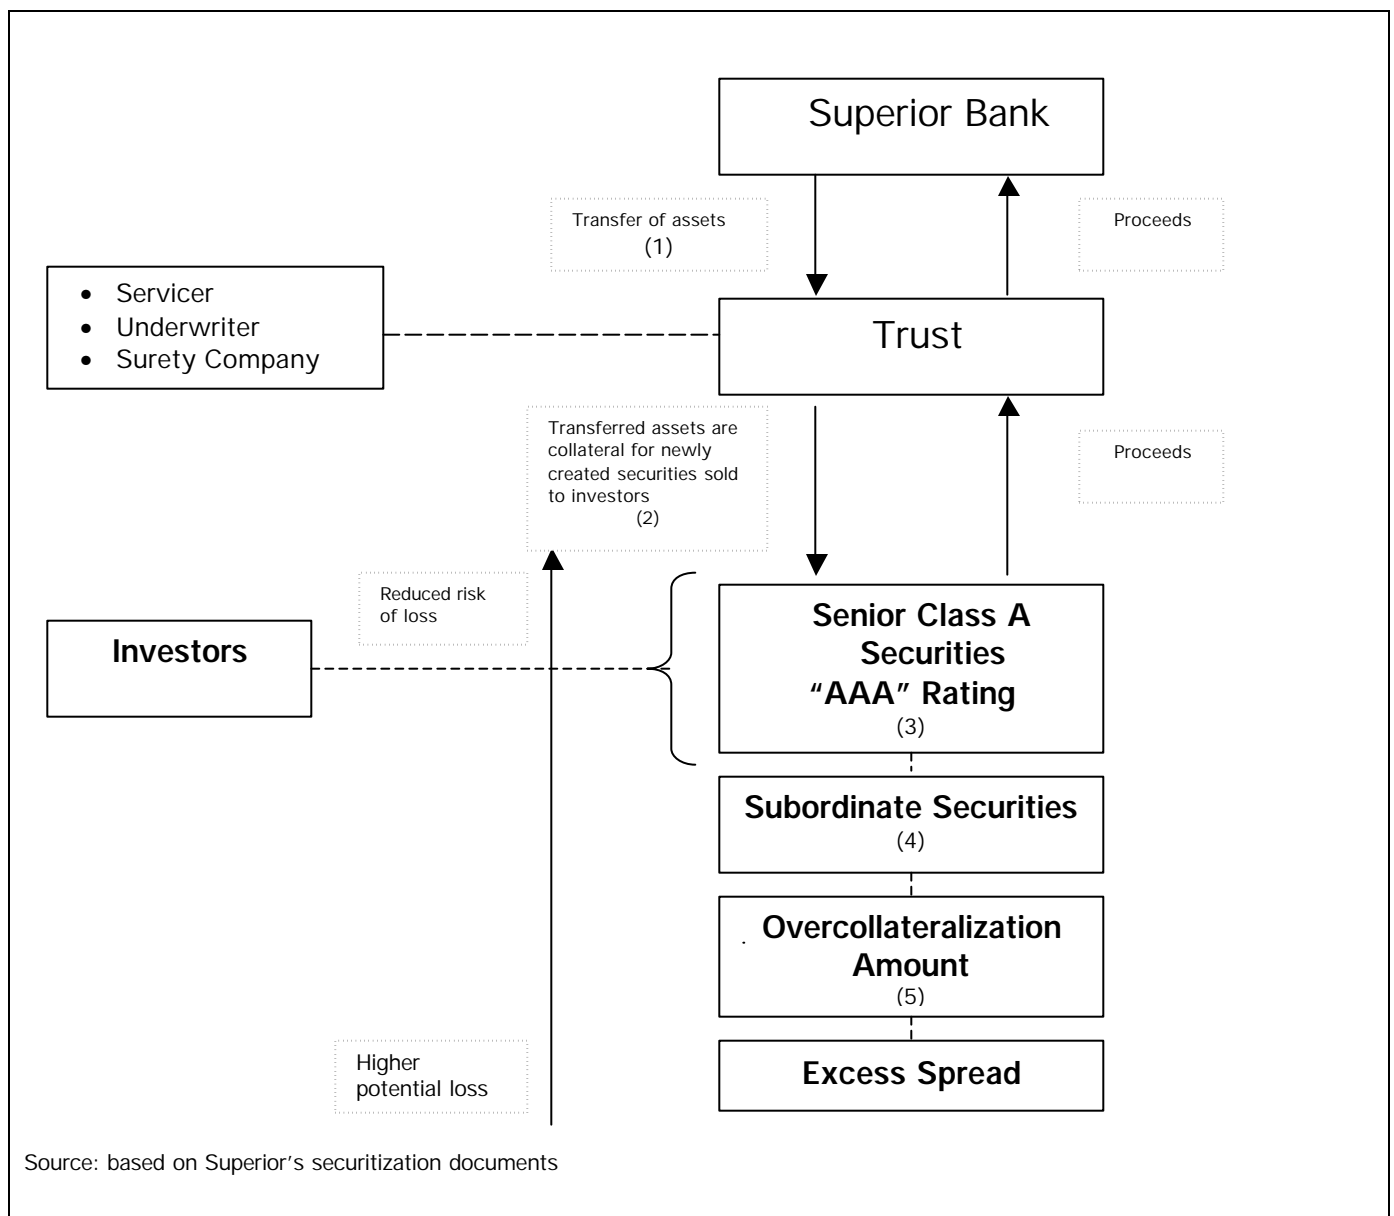 Superior Bank
Transfer of assets
(1)
Proceeds
• Servicer
• Underwriter
• Surety Company
Trust
Transferred assets are
collateral for newly
created securities sold
to investors
(2)
Proceeds
Reduced risk
of loss
Investors
Senior Class A
Securities
“AAA” Rating
(3)
Subordinate Securities
(4)
Overcollateralization
Amount
(5)
Higher
potential loss
Excess Spread
Source: based on Superior’s securitization documents